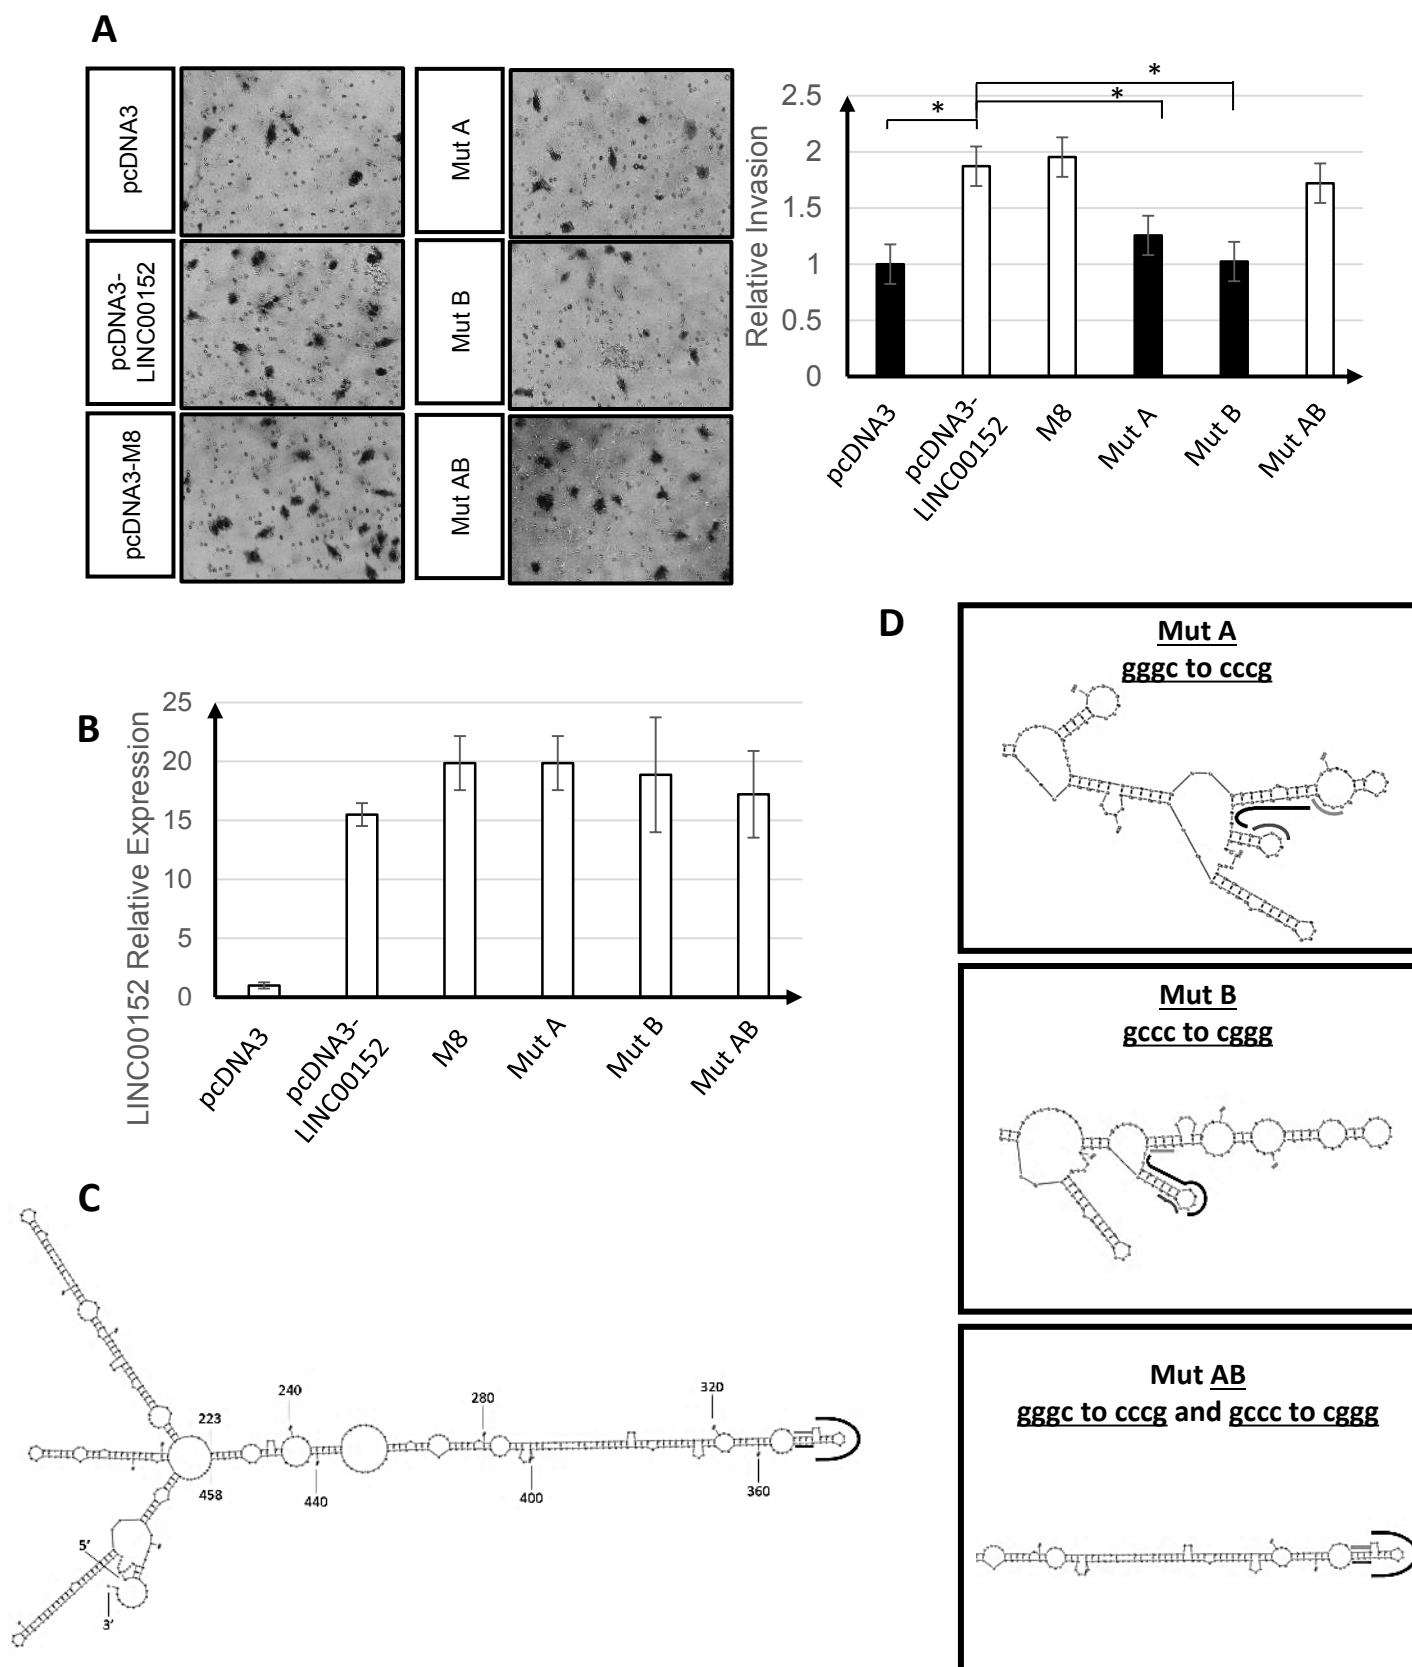 A
pcDNA3
pcDNA3-
LINC00152
pcDNA3-M8
Mut A
Mut B
Mut AB
Relative Invasion
2.5
2
1.5
1
0.5
0
*
*
*
pcDNA3
pcDNA3-
LINC00152
M8
Mut A
Mut B
Mut AB
B
LINC00152 Relative Expression
25
20
15
10
5
0
pcDNA3
pcDNA3-
LINC00152
M8
Mut A
Mut B
Mut AB
C
223
240
280
320
458
440
400
360
5'
3'
D
Mut A
gggc to cccg
Mut B
gccc to cggg
Mut AB
gggc to cccg and gccc to cggg